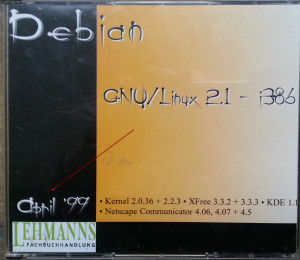 Debian
GNU/Linux 2.1 - i386
April '99
• Kernel 2.0.36 + 2.2.3 • XFree 3.3.2 + 3.3.3 • KDE 1.1
• Netscape Communicator 4.06, 4.07 + 4.5
LEHMANNS
FACHBUCHHANDLUNG